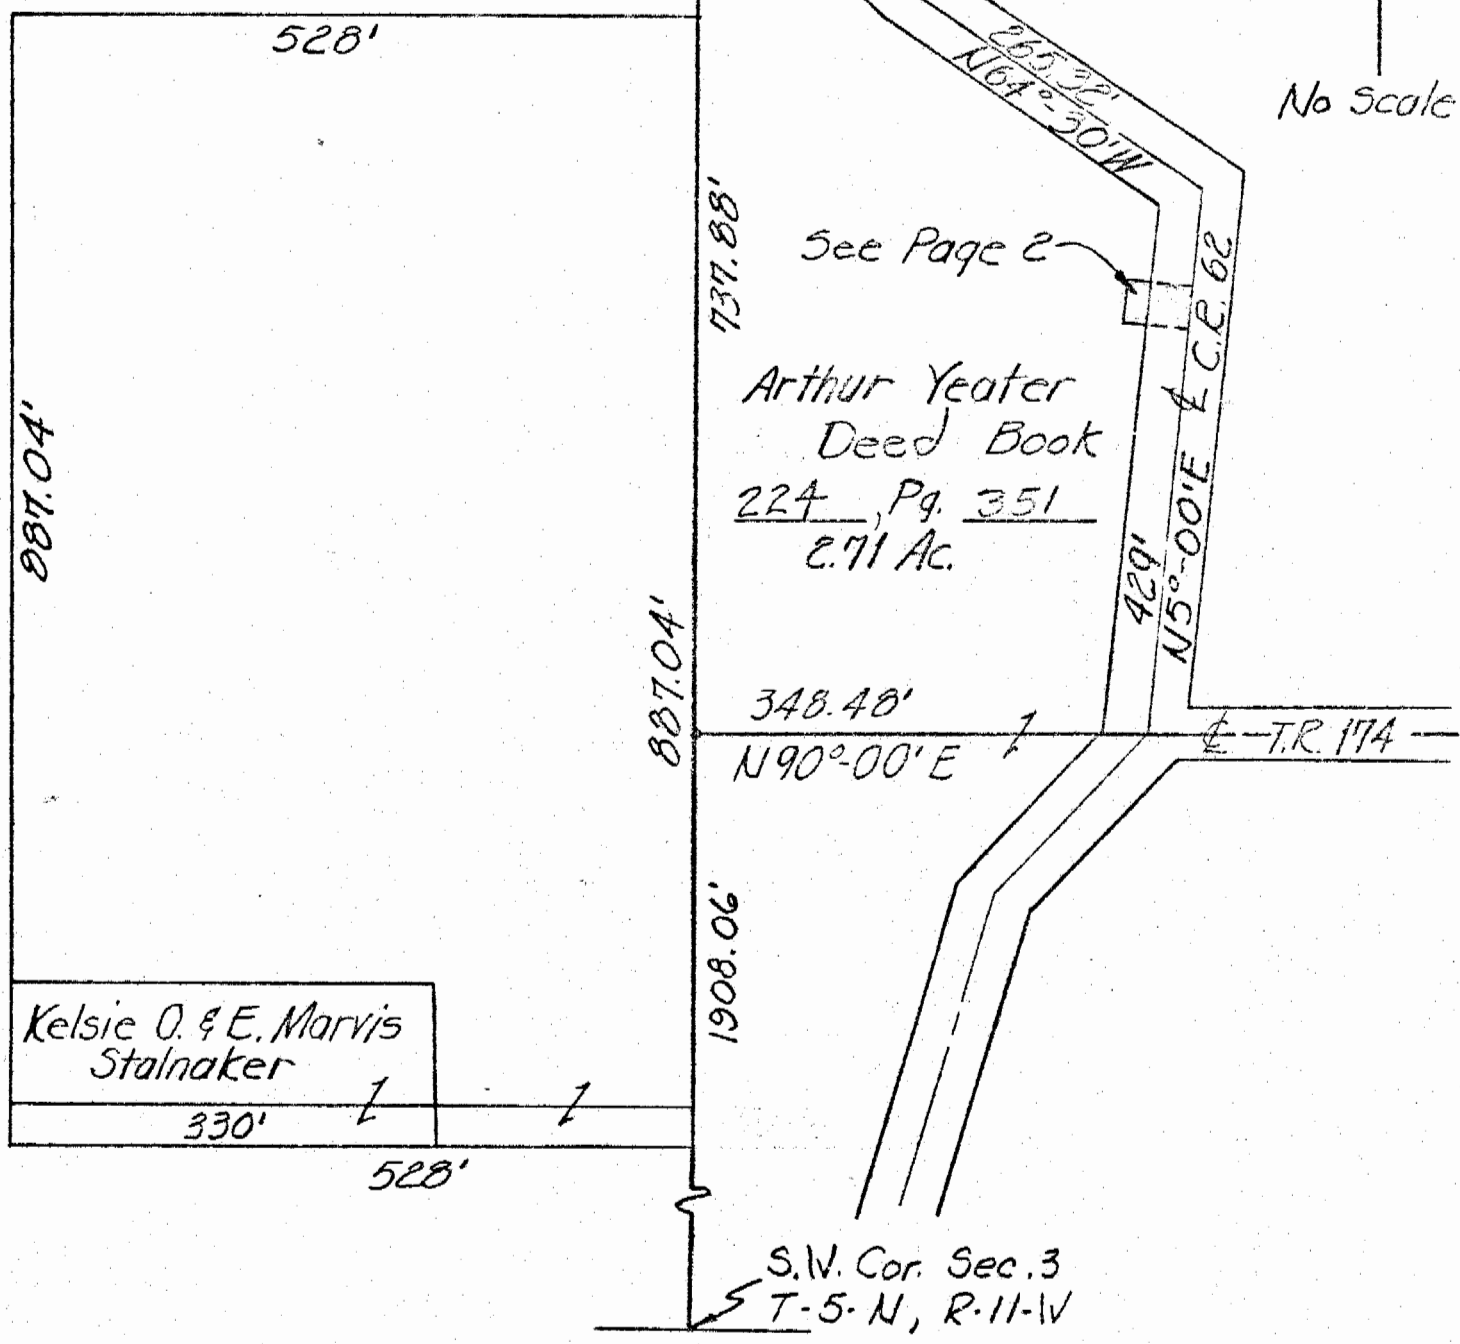 528'
265.32'
N64°-30'W
No Scale
737.88'
See Page 2
℄ C.R. 62
Arthur Yeater
Deed Book
224, Pg. 351
2.71 Ac.
887.04'
429'
N5°-00'E
887.04'
348.48'
N90°-00'E
℄ T.R. 174
1908.06'
Kelsie O. & E. Marvis
Stalnaker
330'
528'
S.W. Cor. Sec. 3
T-5-N, R-11-W